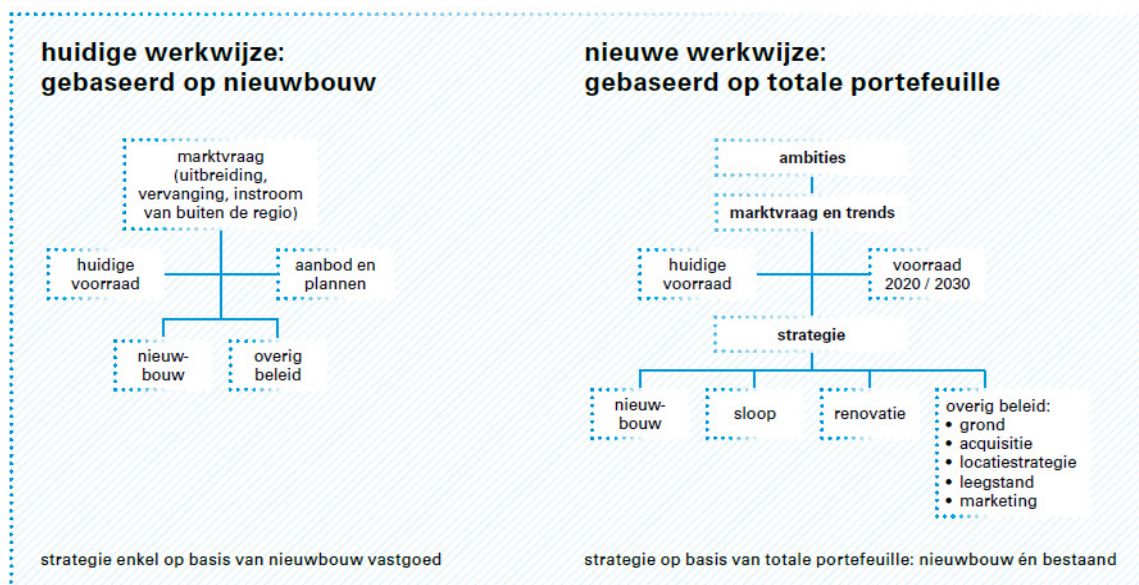 huidige werkwijze:
gebaseerd op nieuwbouw
marktvraag
(uitbreiding,
vervanging, instroom
van buiten de regio)
huidige
voorraad
aanbod en
plannen
nieuw-
bouw
overig
beleid
strategie enkel op basis van nieuwbouw vastgoed
nieuwe werkwijze:
gebaseerd op totale portefeuille
ambities
marktvraag en trends
huidige
voorraad
voorraad
2020 / 2030
strategie
nieuw-
bouw
sloop
renovatie
overig beleid:
• grond
• acquisitie
• locatiestrategie
• leegstand
• marketing
strategie op basis van totale portefeuille: nieuwbouw én bestaand